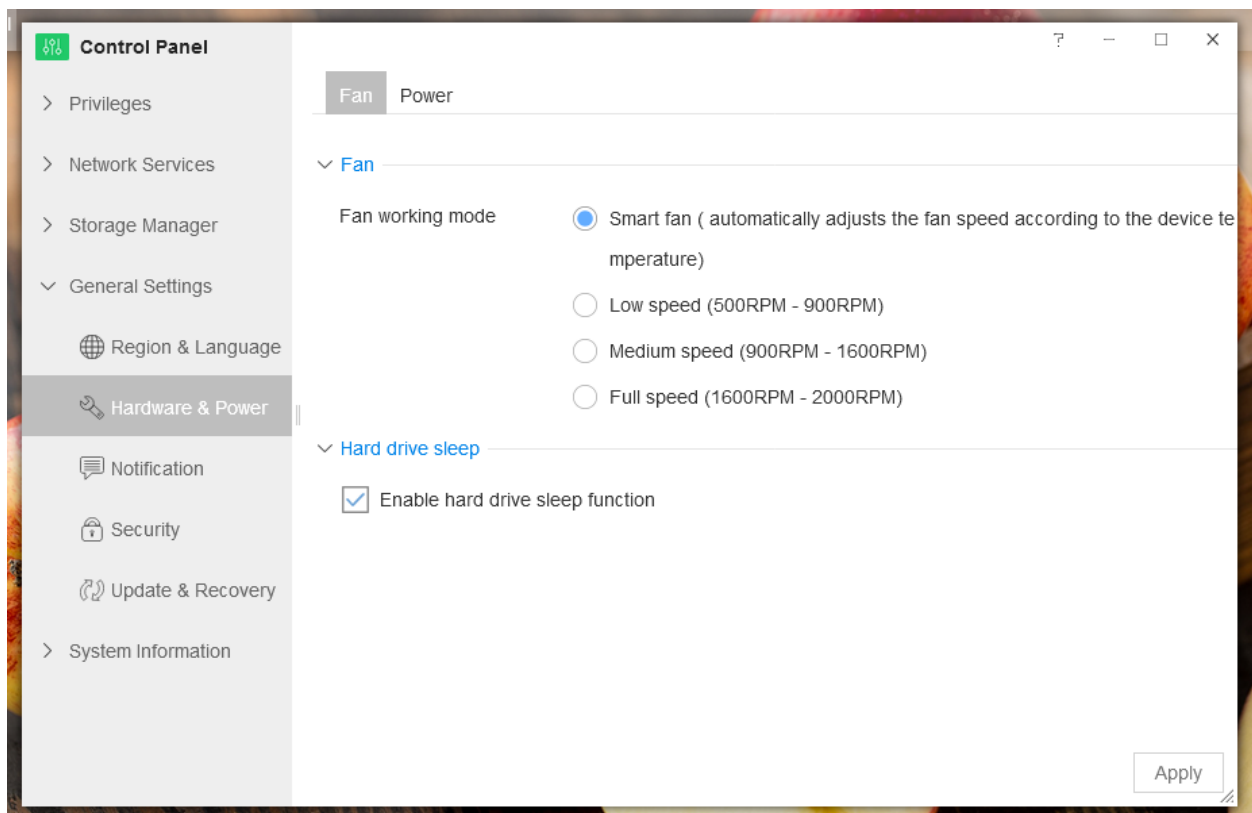 Control Panel
Privileges
Network Services
Storage Manager
General Settings
Region & Language
Hardware & Power
Notification
Security
Update & Recovery
System Information
?
Fan Power
Fan
Fan working mode
Smart fan ( automatically adjusts the fan speed according to the device te
mperature)
Low speed (500RPM - 900RPM)
Medium speed (900RPM - 1600RPM)
Full speed (1600RPM - 2000RPM)
Hard drive sleep
Enable hard drive sleep function
Apply